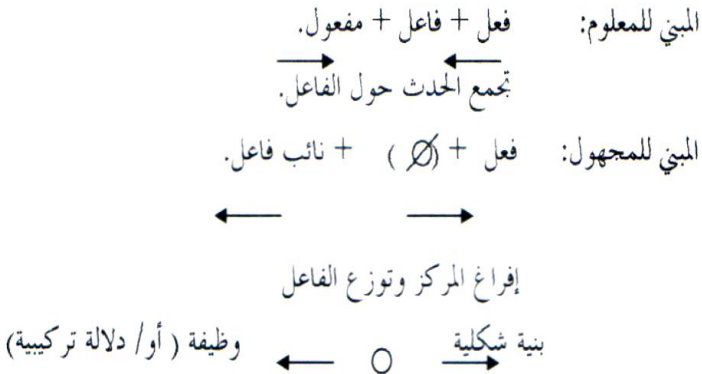 المبني للمعلوم: فعل + فاعل + مفعول.
تجمع الحدث حول الفاعل.
المبني للمجهول: فعل + (Ø) + نائب فاعل.
إفراغ المركز وتوزع الفاعل
بنية شكلية O وظيفة ( أو/ دلالة تركيبية)